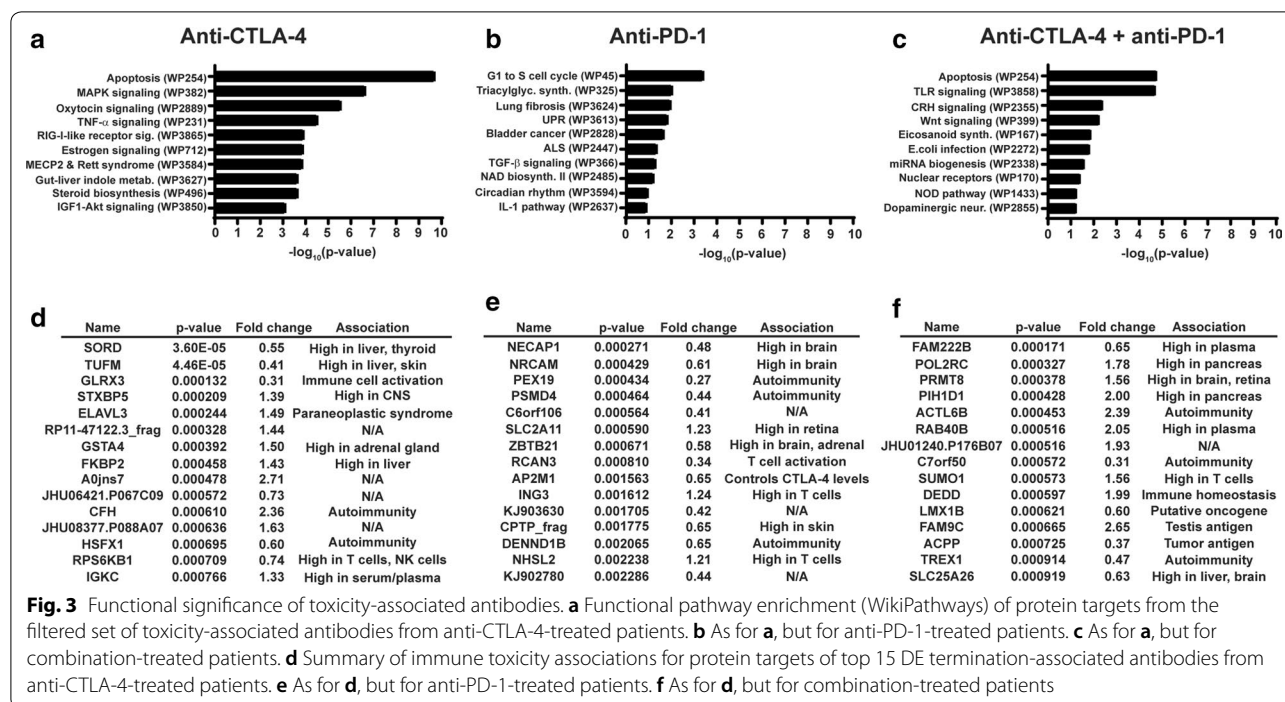 a Anti-CTLA-4
Apoptosis (WP254)
MAPK signaling (WP382)
Oxytocin signaling (WP2889)
TNF-α signaling (WP231)
RIG-I-like receptor sig. (WP3865)
Estrogen signaling (WP712)
MECP2 & Rett syndrome (WP3584)
Gut-liver indole metab. (WP3627)
Steroid biosynthesis (WP496)
IGF1-Akt signaling (WP3850)
0 1 2 3 4 5 6 7 8 9 10
-log10(p-value)
b Anti-PD-1
G1 to S cell cycle (WP45)
Triacylglyc. synth. (WP325)
Lung fibrosis (WP3624)
UPR (WP3613)
Bladder cancer (WP2828)
ALS (WP2447)
TGF-β signaling (WP366)
NAD biosynth. II (WP2485)
Circadian rhythm (WP3594)
IL-1 pathway (WP2637)
0 1 2 3 4 5 6 7 8 9 10
-log10(p-value)
c Anti-CTLA-4 + anti-PD-1
Apoptosis (WP254)
TLR signaling (WP3858)
CRH signaling (WP2355)
Wnt signaling (WP399)
Eicosanoid synth. (WP167)
E.coli infection (WP2272)
miRNA biogenesis (WP2338)
Nuclear receptors (WP170)
NOD pathway (WP1433)
Dopaminergic neur. (WP2855)
0 1 2 3 4 5 6 7 8 9 10
-log10(p-value)
d
Name p-value Fold change Association
SORD 3.60E-05 0.55 High in liver, thyroid
TUFM 4.46E-05 0.41 High in liver, skin
GLRX3 0.000132 0.31 Immune cell activation
STXBP5 0.000209 1.39 High in CNS
ELAVL3 0.000244 1.49 Paraneoplastic syndrome
RP11-47122.3_frag 0.000328 1.44 N/A
GSTA4 0.000392 1.50 High in adrenal gland
FKBP2 0.000458 1.43 High in liver
A0jns7 0.000478 2.71 N/A
JHU06421.P067C09 0.000572 0.73 N/A
CFH 0.000610 2.36 Autoimmunity
JHU08377.P088A07 0.000636 1.63 N/A
HSFX1 0.000695 0.60 Autoimmunity
RPS6KB1 0.000709 0.74 High in T cells, NK cells
IGKC 0.000766 1.33 High in serum/plasma
e
Name p-value Fold change Association
NECAP1 0.000271 0.48 High in brain
NRCAM 0.000429 0.61 High in brain
PEX19 0.000434 0.27 Autoimmunity
PSMD4 0.000464 0.44 Autoimmunity
C6orf106 0.000564 0.41 N/A
SLC2A11 0.000590 1.23 High in retina
ZBTB21 0.000671 0.58 High in brain, adrenal
RCAN3 0.000810 0.34 T cell activation
AP2M1 0.001563 0.65 Controls CTLA-4 levels
ING3 0.001612 1.24 High in T cells
KJ903630 0.001705 0.42 N/A
CPTP_frag 0.001775 0.65 High in skin
DENND1B 0.002065 0.65 Autoimmunity
NHSL2 0.002238 1.21 High in T cells
KJ902780 0.002286 0.44 N/A
f
Name p-value Fold change Association
FAM222B 0.000171 0.65 High in plasma
POL2RC 0.000327 1.78 High in pancreas
PRMT8 0.000378 1.56 High in brain, retina
PIH1D1 0.000428 2.00 High in pancreas
ACTL6B 0.000453 2.39 Autoimmunity
RAB40B 0.000516 2.05 High in plasma
JHU01240.P176B07 0.000516 1.93 N/A
C7orf50 0.000572 0.31 Autoimmunity
SUMO1 0.000573 1.56 High in T cells
DEDD 0.000597 1.99 Immune homeostasis
LMX1B 0.000621 0.60 Putative oncogene
FAM9C 0.000665 2.65 Testis antigen
ACPP 0.000725 0.37 Tumor antigen
TREX1 0.000914 0.47 Autoimmunity
SLC25A26 0.000919 0.63 High in liver, brain
Fig. 3 Functional significance of toxicity-associated antibodies. a Functional pathway enrichment (WikiPathways) of protein targets from the
filtered set of toxicity-associated antibodies from anti-CTLA-4-treated patients. b As for a, but for anti-PD-1-treated patients. c As for a, but for
combination-treated patients. d Summary of immune toxicity associations for protein targets of top 15 DE termination-associated antibodies from
anti-CTLA-4-treated patients. e As for d, but for anti-PD-1-treated patients. f As for d, but for combination-treated patients